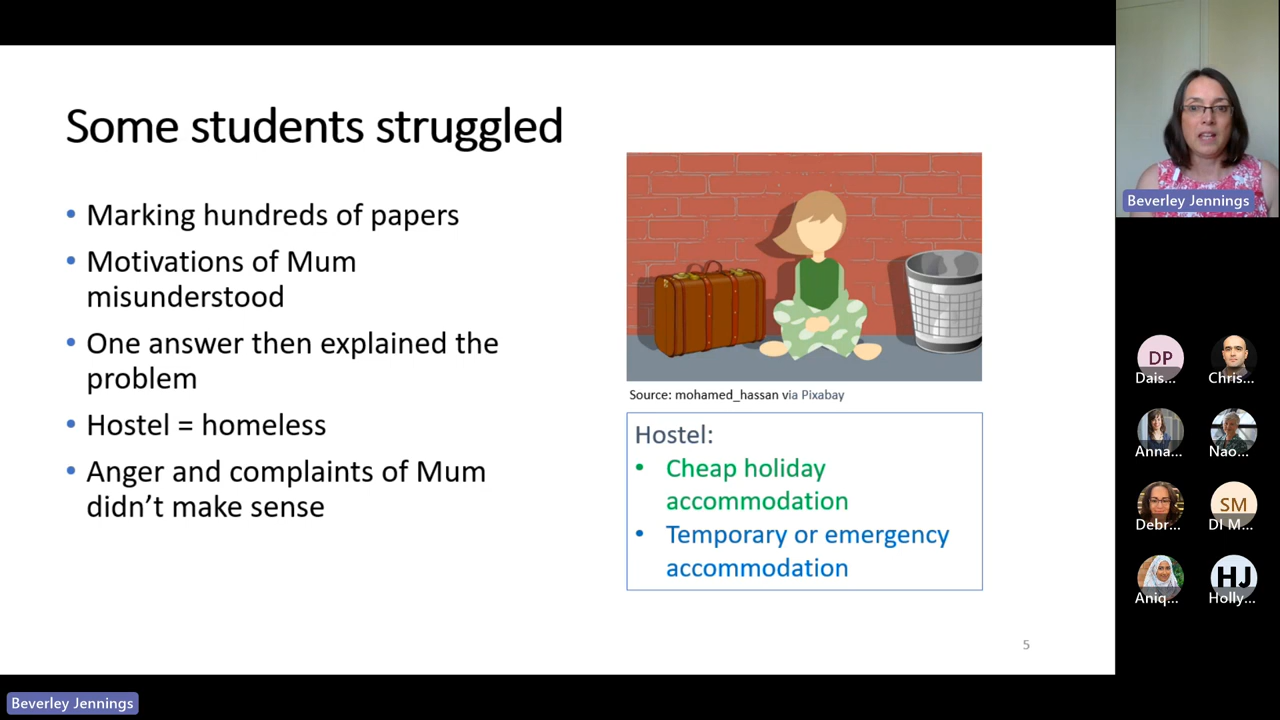 Some students struggled
• Marking hundreds of papers
• Motivations of Mum
misunderstood
• One answer then explained the
problem
• Hostel = homeless
• Anger and complaints of Mum
didn’t make sense
Source: mohamed_hassan via Pixabay
Hostel:
• Cheap holiday
accommodation
• Temporary or emergency
accommodation
5
Beverley Jennings
Beverley Jennings
DP
Dais...
Chris...
Anna...
Nao...
Debr...
SM
DI M...
Aniq...
HJ
Holly...